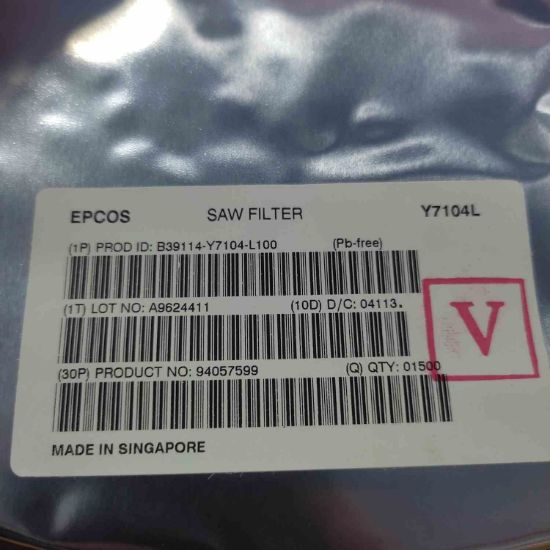 EPCOS SAW FILTER Y7104L
(1P) PROD ID: B39114-Y7104-L100 (Pb-free)
(1T) LOT NO: A9624411 (10D) D/C: 04113.
V
(30P) PRODUCT NO: 94057599 (Q) QTY: 01500
MADE IN SINGAPORE